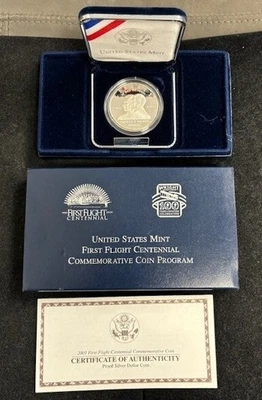 UNITED STATES MINT
FIRST FLIGHT
CENTENNIAL
100
UNITED STATES MINT
FIRST FLIGHT CENTENNIAL
COMMEMORATIVE COIN PROGRAM
2003 First Flight Centennial Commemorative Coin
CERTIFICATE OF AUTHENTICITY
Proof Silver Dollar Coin